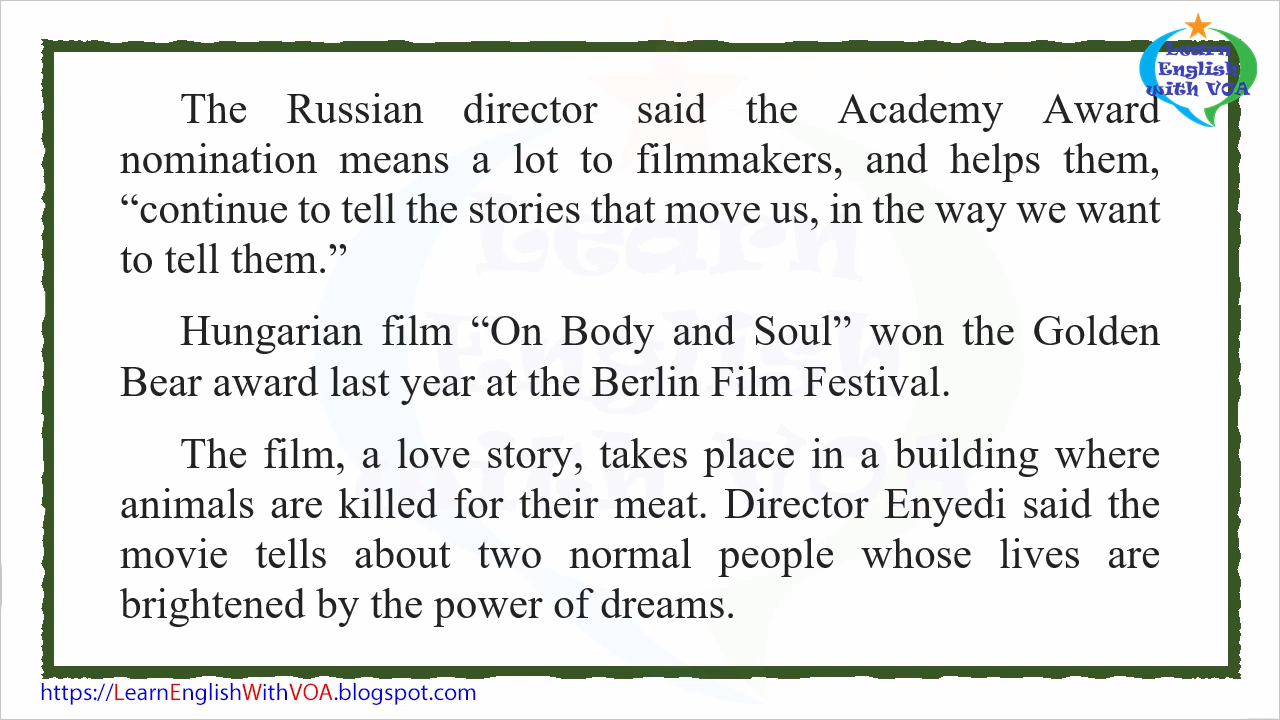 Learn
English
with VOA
The Russian director said the Academy Award
nomination means a lot to filmmakers, and helps them,
“continue to tell the stories that move us, in the way we want
to tell them.”
Hungarian film “On Body and Soul” won the Golden
Bear award last year at the Berlin Film Festival.
The film, a love story, takes place in a building where
animals are killed for their meat. Director Enyedi said the
movie tells about two normal people whose lives are
brightened by the power of dreams.
Learn
English
with VOA
https://LearnEnglishWithVOA.blogspot.com